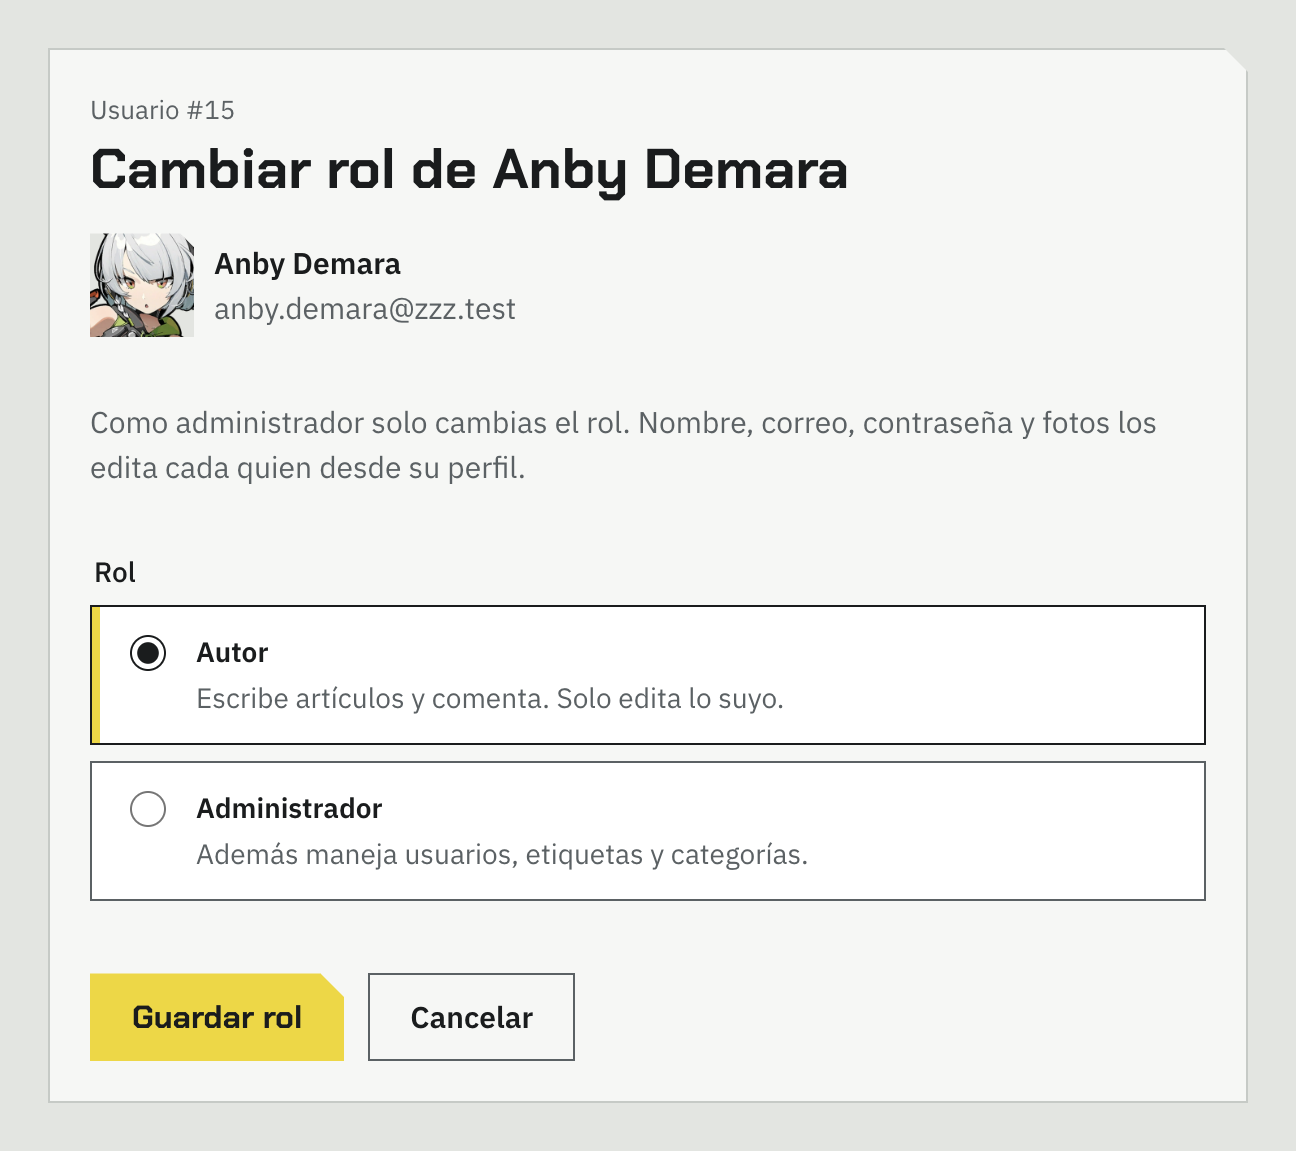 Usuario #15
Cambiar rol de Anby Demara
Anby Demara
anby.demara@zzz.test
Como administrador solo cambias el rol. Nombre, correo, contraseña y fotos los
edita cada quien desde su perfil.
Rol
Autor
Escribe artículos y comenta. Solo edita lo suyo.
Administrador
Además maneja usuarios, etiquetas y categorías.
Guardar rol
Cancelar